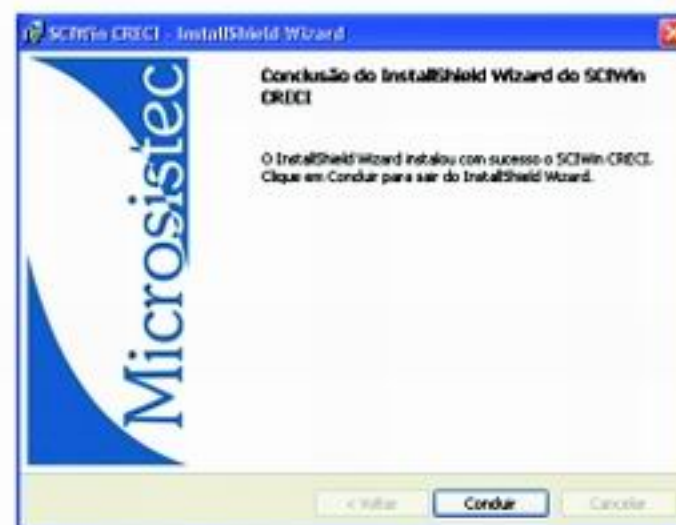 SCIWin CRECI - InstallShield Wizard
Microsistec
Conclusão do InstallShield Wizard do SCIWin
CRECI
O InstallShield Wizard instalou com sucesso o SCIWin CRECI.
Clique em Concluir para sair do InstallShield Wizard.
< Voltar
Concluir
Cancelar